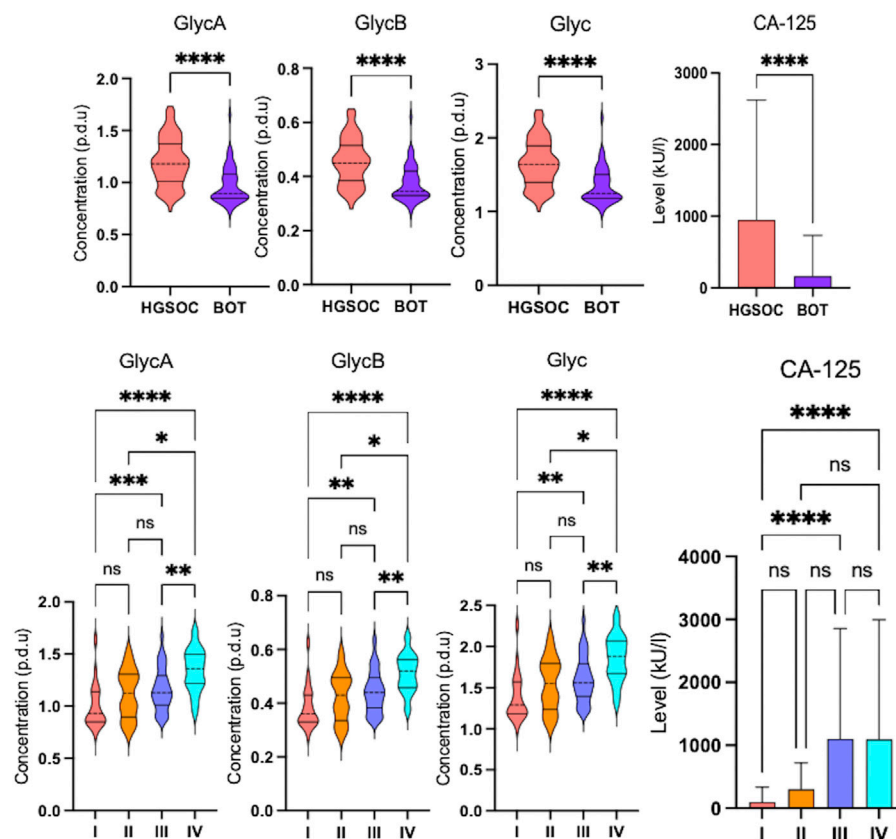 GlycA GlycB Glyc CA-125
**** **** **** ****
Concentration (p.d.u)
2.0
1.5
1.0
0.5
0.0
HGSOC BOT
Concentration (p.d.u)
0.8
0.6
0.4
0.2
0.0
HGSOC BOT
Concentration (p.d.u)
3
2
1
0
HGSOC BOT
Level (kU/l)
3000
2000
1000
0
HGSOC BOT
GlycA
****
*
***
ns
ns
**
Concentration (p.d.u)
2.0
1.5
1.0
0.5
0.0
I II III IV
GlycB
****
*
**
ns
ns
**
Concentration (p.d.u)
0.8
0.6
0.4
0.2
0.0
I II III IV
Glyc
****
*
**
ns
ns
**
Concentration (p.d.u)
2.5
2.0
1.5
1.0
0.5
0.0
I II III IV
CA-125
****
ns
****
ns ns ns
Level (kU/l)
4000
3000
2000
1000
0
I II III IV